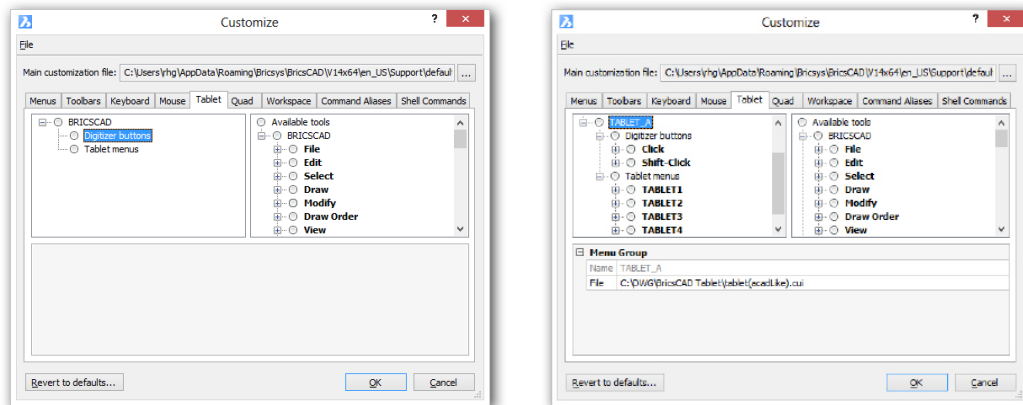 Customize
?
×
File
Main customization file: C:\Users\rhg\AppData\Roaming\Bricsys\BricsCAD\V14x64\en_US\Support\defaul ...
Menus Toolbars Keyboard Mouse Tablet Quad Workspace Command Aliases Shell Commands
BRICSCAD
Digitizer buttons
Tablet menus
Available tools
BRICSCAD
File
Edit
Select
Draw
Modify
Draw Order
View
Revert to defaults...
OK
Cancel
Customize
?
×
File
Main customization file: C:\Users\rhg\AppData\Roaming\Bricsys\BricsCAD\V14x64\en_US\Support\defaul ...
Menus Toolbars Keyboard Mouse Tablet Quad Workspace Command Aliases Shell Commands
TABLET_A
Digitizer buttons
Click
Shift-Click
Tablet menus
TABLET1
TABLET2
TABLET3
TABLET4
Available tools
BRICSCAD
File
Edit
Select
Draw
Modify
Draw Order
View
Menu Group
Name TABLET_A
File C:\DWG\BricsCAD Tablet\tablet(acadLike).cui
Revert to defaults...
OK
Cancel